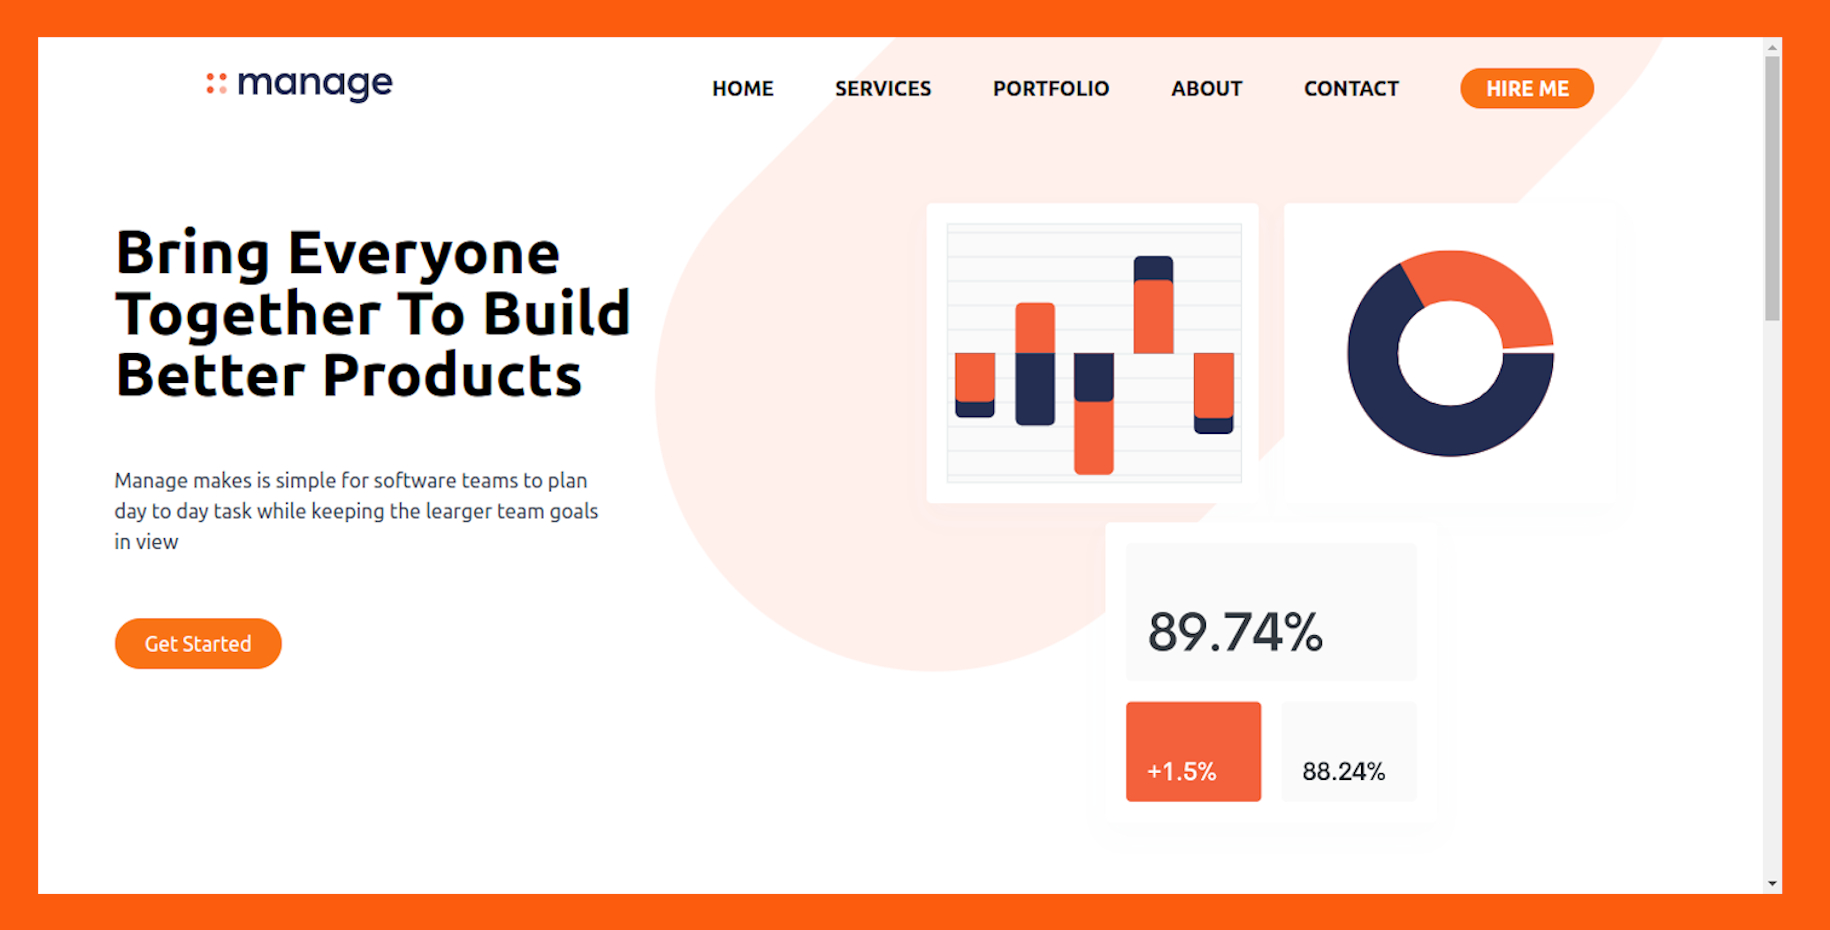 manage
HOME SERVICES PORTFOLIO ABOUT CONTACT HIRE ME
Bring Everyone
Together To Build
Better Products
Manage makes is simple for software teams to plan
day to day task while keeping the learger team goals
in view
Get Started
89.74%
+1.5% 88.24%